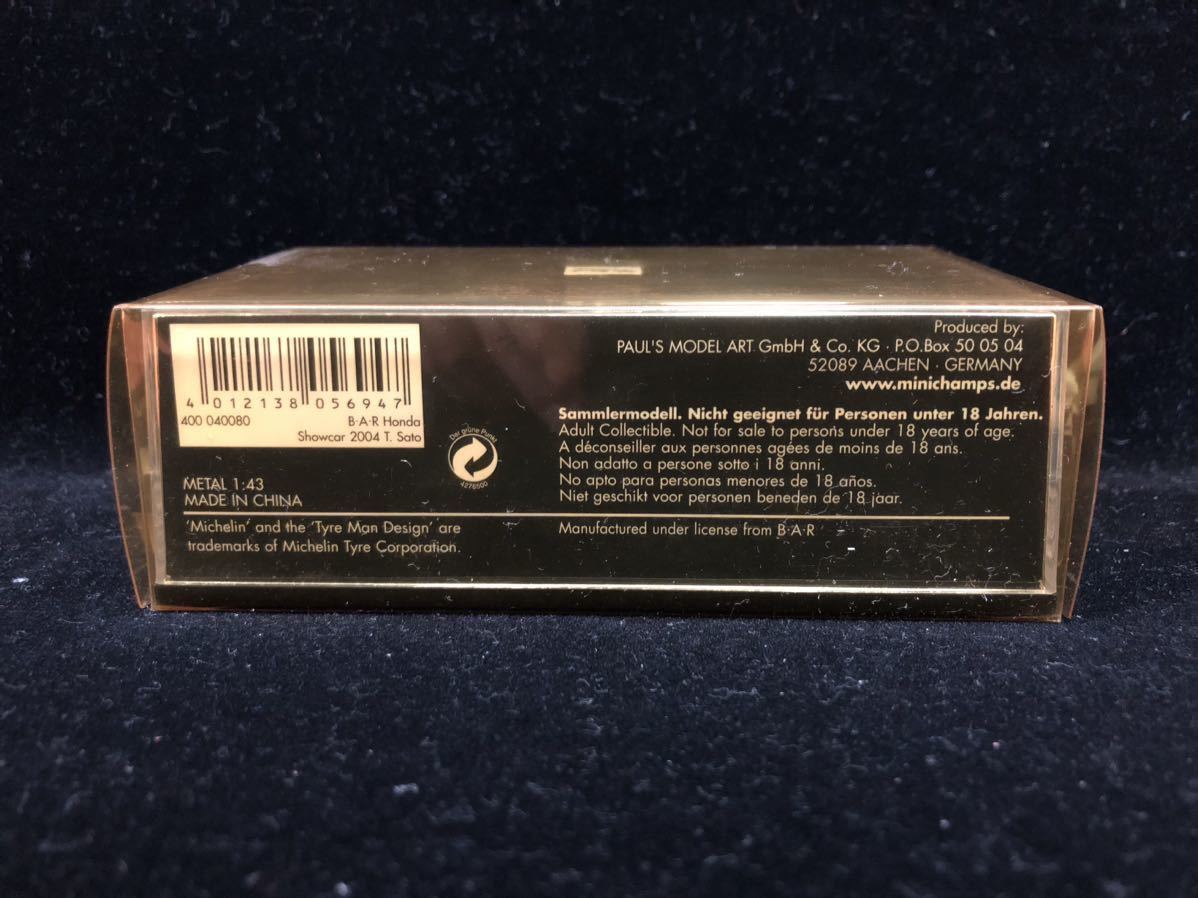 4 012138 056947
400 040080
B·A·R Honda
Showcar 2004 T. Sato
METAL 1:43
MADE IN CHINA
'Michelin' and the 'Tyre Man Design' are
trademarks of Michelin Tyre Corporation.
Der grüne Punkt
4276500
Produced by:
PAUL'S MODEL ART GmbH & Co. KG · P.O.Box 50 05 04
52089 AACHEN · GERMANY
www.minichamps.de
Sammlermodell. Nicht geeignet für Personen unter 18 Jahren.
Adult Collectible. Not for sale to persons under 18 years of age.
A déconseiller aux personnes agées de moins de 18 ans.
Non adatto a persone sotto i 18 anni.
No apto para personas menores de 18 años.
Niet geschikt voor personen beneden de 18 jaar.
Manufactured under license from B·A·R